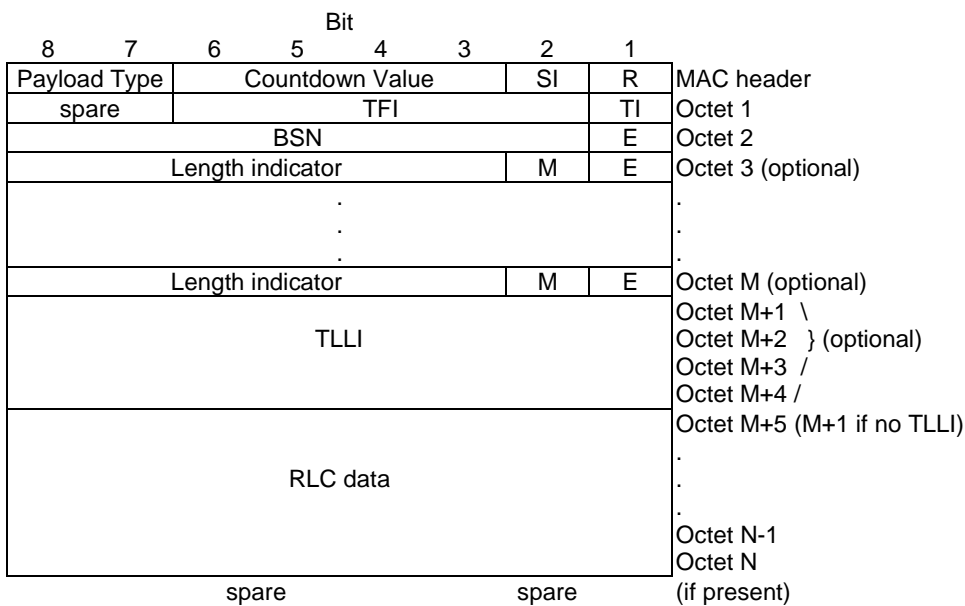 Bit
8 7 6 5 4 3 2 1
Payload Type Countdown Value SI R MAC header
spare TFI TI Octet 1
BSN E Octet 2
Length indicator M E Octet 3 (optional)
. .
. .
. .
Length indicator M E Octet M (optional)
Octet M+1 \
TLLI Octet M+2 } (optional)
Octet M+3 /
Octet M+4 /
Octet M+5 (M+1 if no TLLI)
.
RLC data .
.
Octet N-1
Octet N
spare spare (if present)